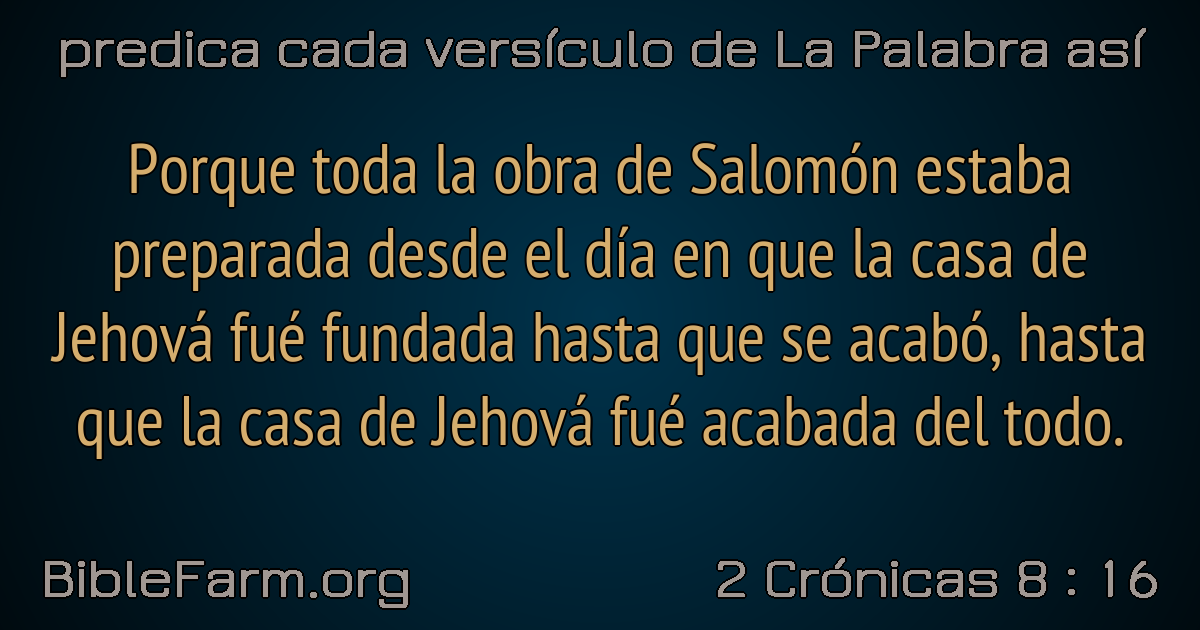 predica cada versículo de La Palabra así
Porque toda la obra de Salomón estaba
preparada desde el día en que la casa de
Jehová fué fundada hasta que se acabó, hasta
que la casa de Jehová fué acabada del todo.
BibleFarm.org
2 Crónicas 8 : 16